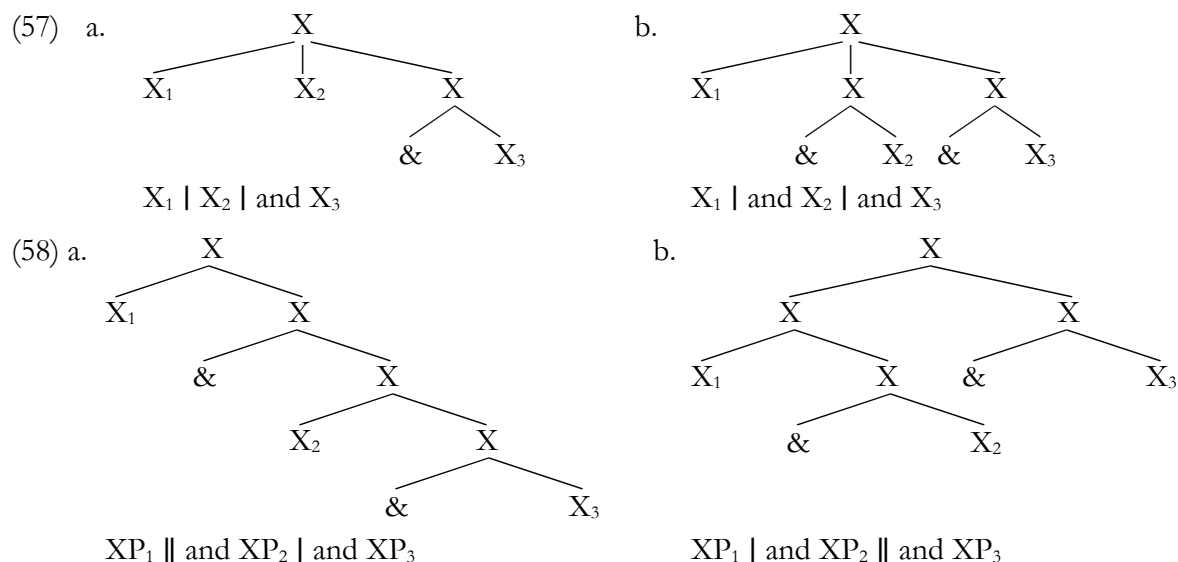 (57) a. X b. X
X₁ X₂ X X₁ X X
& X₃ & X₂ & X₃
X₁ | X₂ | and X₃ X₁ | and X₂ | and X₃
(58) a. X b. X
X₁ X X X
& X X₁ X & X₃
X₂ X & X₂
& X₃
XP₁ ‖ and XP₂ | and XP₃ XP₁ | and XP₂ ‖ and XP₃